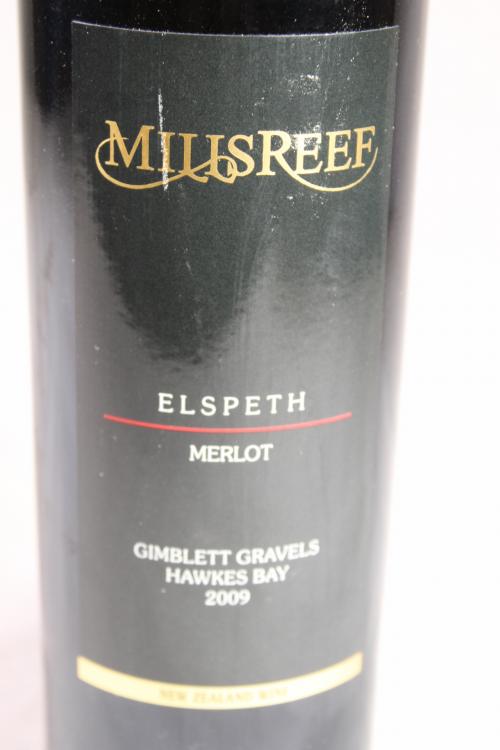 MILLSREEF
ELSPETH
MERLOT
GIMBLETT GRAVELS
HAWKES BAY
2009
NEW ZEALAND WINE